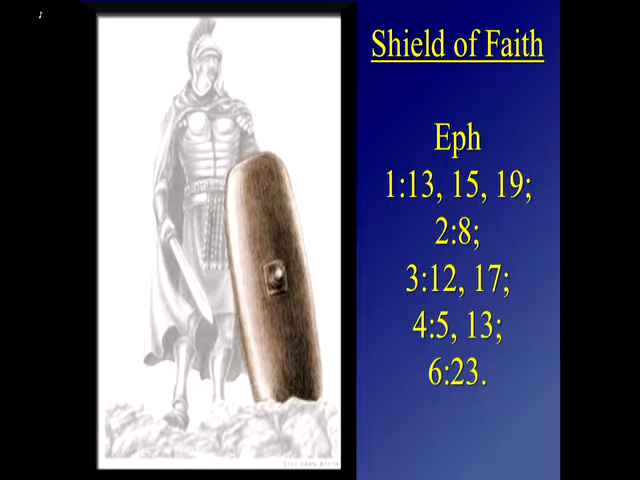 Shield of Faith
Eph
1:13, 15, 19;
2:8;
3:12, 17;
4:5, 13;
6:23.